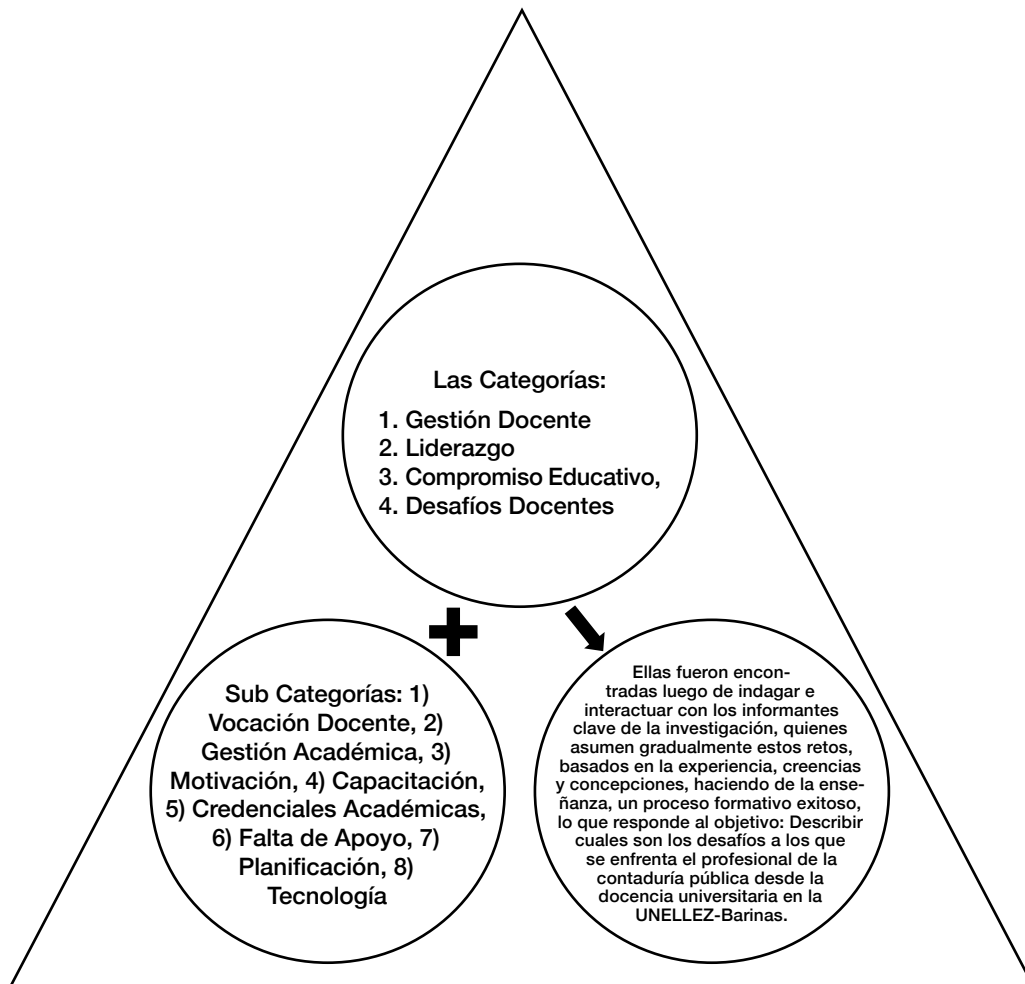 Las Categorías:
1. Gestión Docente
2. Liderazgo
3. Compromiso Educativo,
4. Desafíos Docentes
Sub Categorías: 1)
Vocación Docente, 2)
Gestión Académica, 3)
Motivación, 4) Capacitación,
5) Credenciales Académicas,
6) Falta de Apoyo, 7)
Planificación, 8)
Tecnología
Ellas fueron encon-
tradas luego de indagar e
interactuar con los informantes
clave de la investigación, quienes
asumen gradualmente estos retos,
basados en la experiencia, creencias
y concepciones, haciendo de la ense-
ñanza, un proceso formativo exitoso,
lo que responde al objetivo: Describir
cuales son los desafíos a los que
se enfrenta el profesional de la
contaduría pública desde la
docencia universitaria en la
UNELLEZ-Barinas.